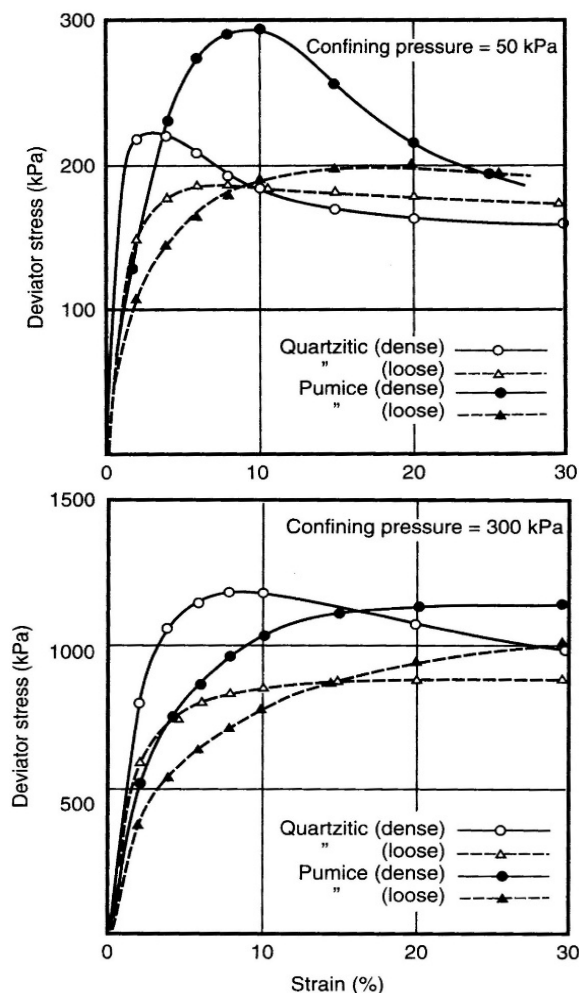 300
Confining pressure = 50 kPa
200
Deviator stress (kPa)
100
Quartzitic (dense)
” (loose)
Pumice (dense)
” (loose)
0
10
20
30
1500
Confining pressure = 300 kPa
1000
Deviator stress (kPa)
500
Quartzitic (dense)
” (loose)
Pumice (dense)
” (loose)
0
10
20
30
Strain (%)